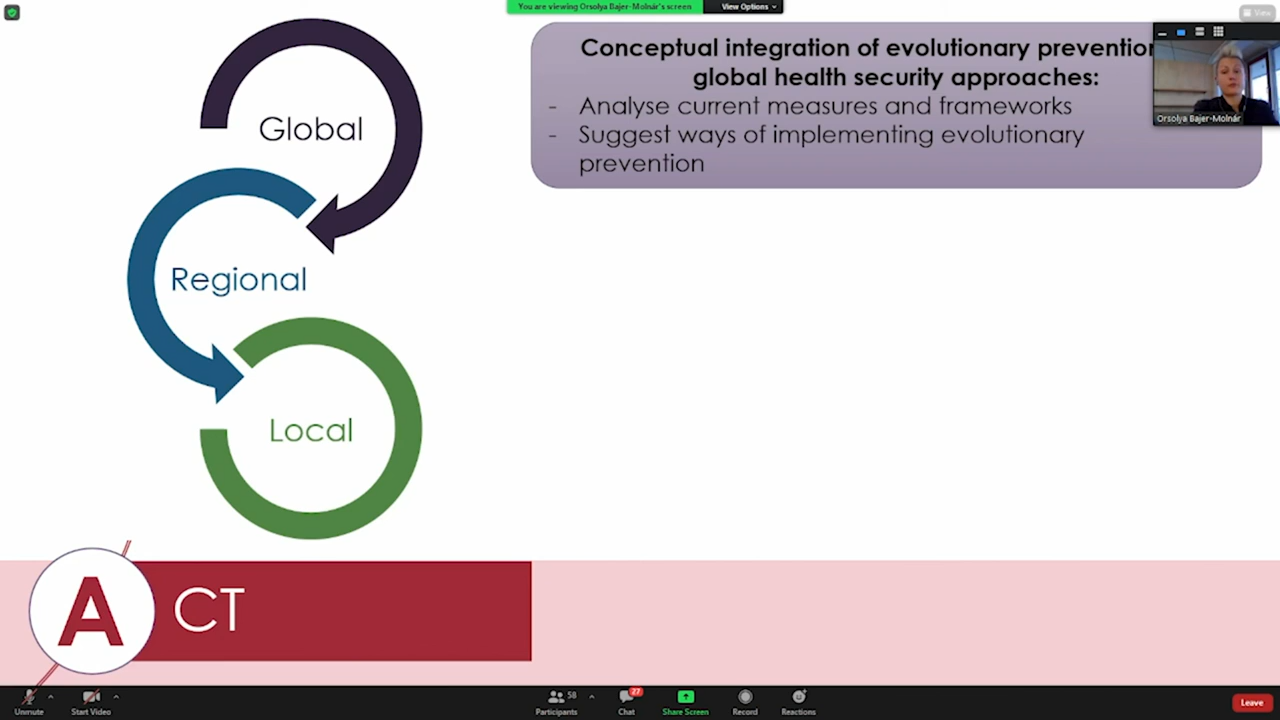 You are viewing Orsolya Bajer-Molnár's screen
View Options
View
Conceptual integration of evolutionary prevention
global health security approaches:
- Analyse current measures and frameworks
- Suggest ways of implementing evolutionary
prevention
Orsolya Bajer-Molnár
Global
Regional
Local
A CT
Unmute
Start Video
58
Participants
27
Chat
Share Screen
Record
Reactions
Leave